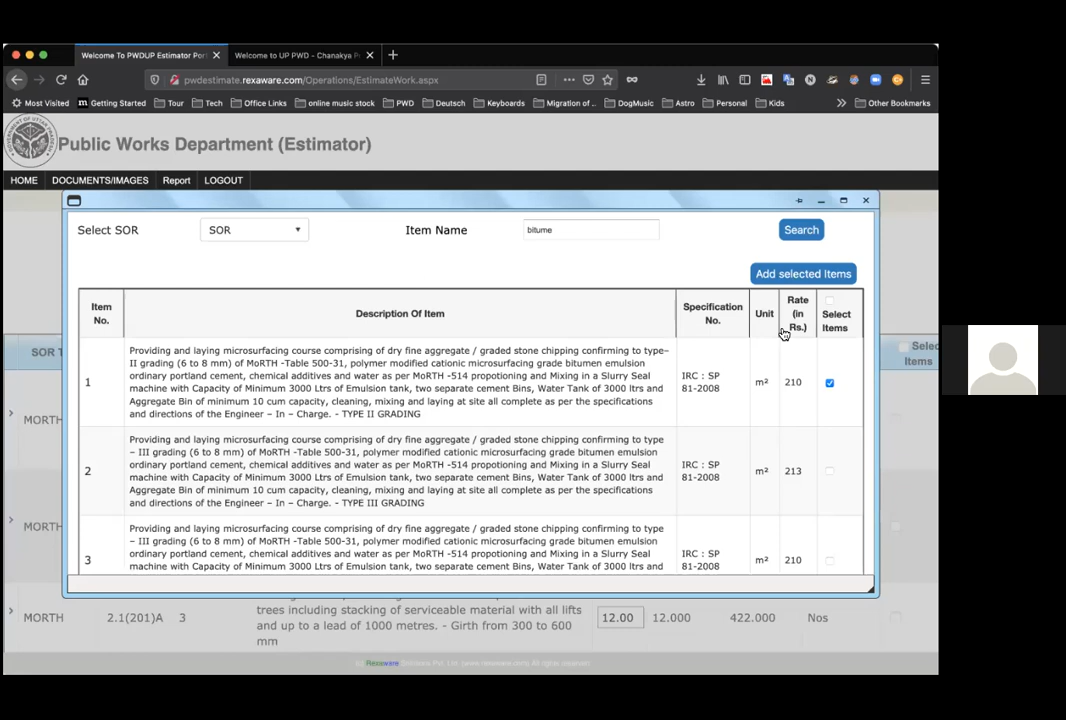 Welcome To PWDUP Estimator Por
Welcome to UP PWD - Chanakya P
pwdestimate.rexaware.com/Operations/EstimateWork.aspx
Most Visited Getting Started Tour Tech Office Links online music stock PWD Deutsch Keyboards Migration of .. DogMusic Astro Personal Kids Other Bookmarks
Public Works Department (Estimator)
HOME DOCUMENTS/IMAGES Report LOGOUT
Select SOR SOR Item Name bitume Search
Add selected Items
Item No. Description Of Item Specification No. Unit Rate (in Rs.) Select Items
1
Providing and laying microsurfacing course comprising of dry fine aggregate / graded stone chipping confirming to type–
II grading (6 to 8 mm) of MoRTH -Table 500-31, polymer modified cationic microsurfacing grade bitumen emulsion
ordinary portland cement, chemical additives and water as per MoRTH -514 propotioning and Mixing in a Slurry Seal
machine with Capacity of Minimum 3000 Ltrs of Emulsion tank, two separate cement Bins, Water Tank of 3000 ltrs and
Aggregate Bin of minimum 10 cum capacity, cleaning, mixing and laying at site all complete as per the specifications
and directions of the Engineer – In – Charge. - TYPE II GRADING
IRC : SP
81-2008
m²
210
2
Providing and laying microsurfacing course comprising of dry fine aggregate / graded stone chipping confirming to type
– III grading (6 to 8 mm) of MoRTH -Table 500-31, polymer modified cationic microsurfacing grade bitumen emulsion
ordinary portland cement, chemical additives and water as per MoRTH -514 propotioning and Mixing in a Slurry Seal
machine with Capacity of Minimum 3000 Ltrs of Emulsion tank, two separate cement Bins, Water Tank of 3000 ltrs and
Aggregate Bin of minimum 10 cum capacity, cleaning, mixing and laying at site all complete as per the specifications
and directions of the Engineer – In – Charge. - TYPE III GRADING
IRC : SP
81-2008
m²
213
3
Providing and laying microsurfacing course comprising of dry fine aggregate / graded stone chipping confirming to type
– III grading (6 to 8 mm) of MoRTH -Table 500-31, polymer modified cationic microsurfacing grade bitumen emulsion
ordinary portland cement, chemical additives and water as per MoRTH -514 propotioning and Mixing in a Slurry Seal
machine with Capacity of Minimum 3000 Ltrs of Emulsion tank, two separate cement Bins, Water Tank of 3000 ltrs and
IRC : SP
81-2008
m²
210
SOR T
Selec
Items
MORTH
MORTH
MORTH 2.1(201)A 3
trees including stacking of serviceable material with all lifts
and up to a lead of 1000 metres. - Girth from 300 to 600
mm
12.00 12.000 422.000 Nos